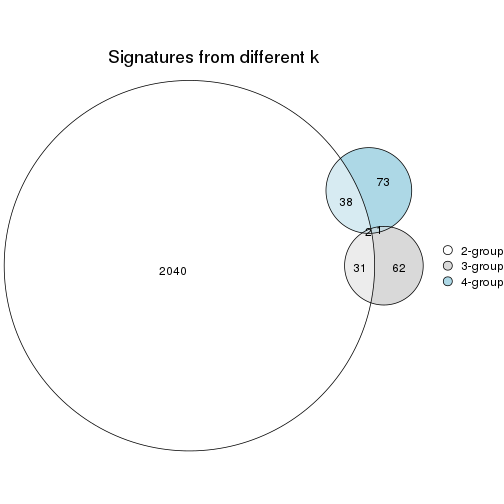 Signatures from different k
73
38
2 1
2040
31
62
2-group
3-group
4-group